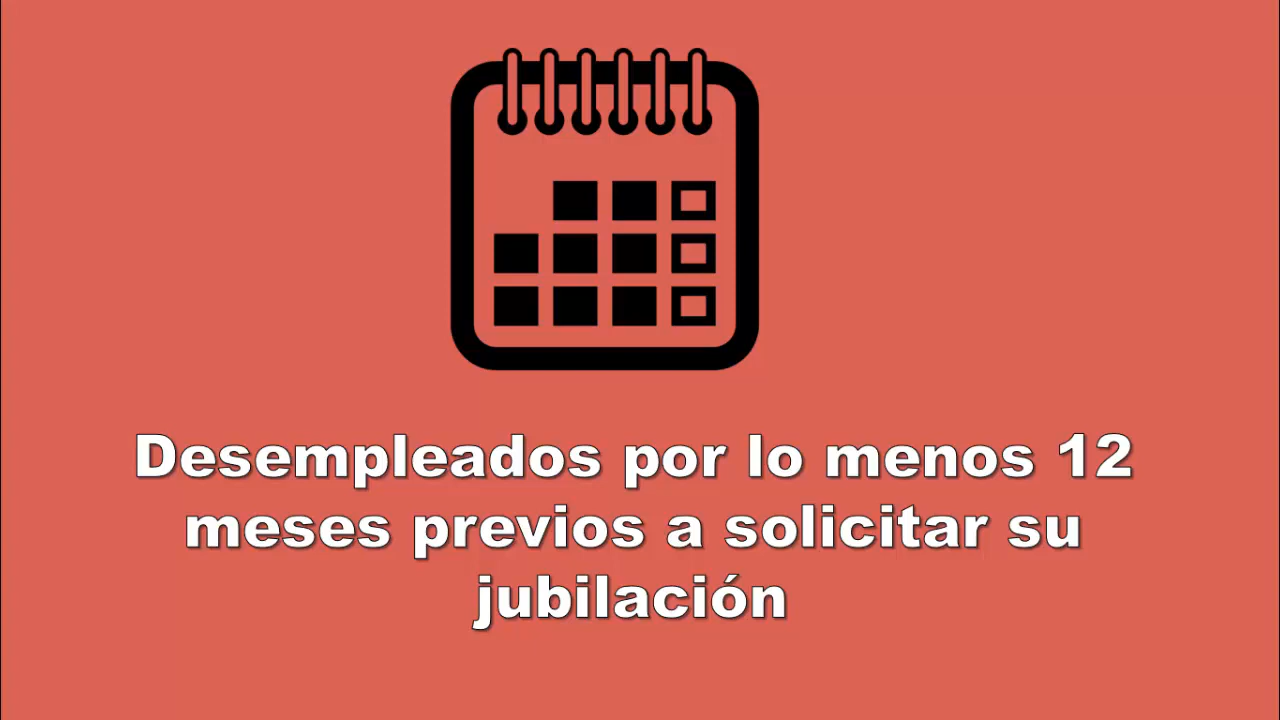 Desempleados por lo menos 12
meses previos a solicitar su
jubilación